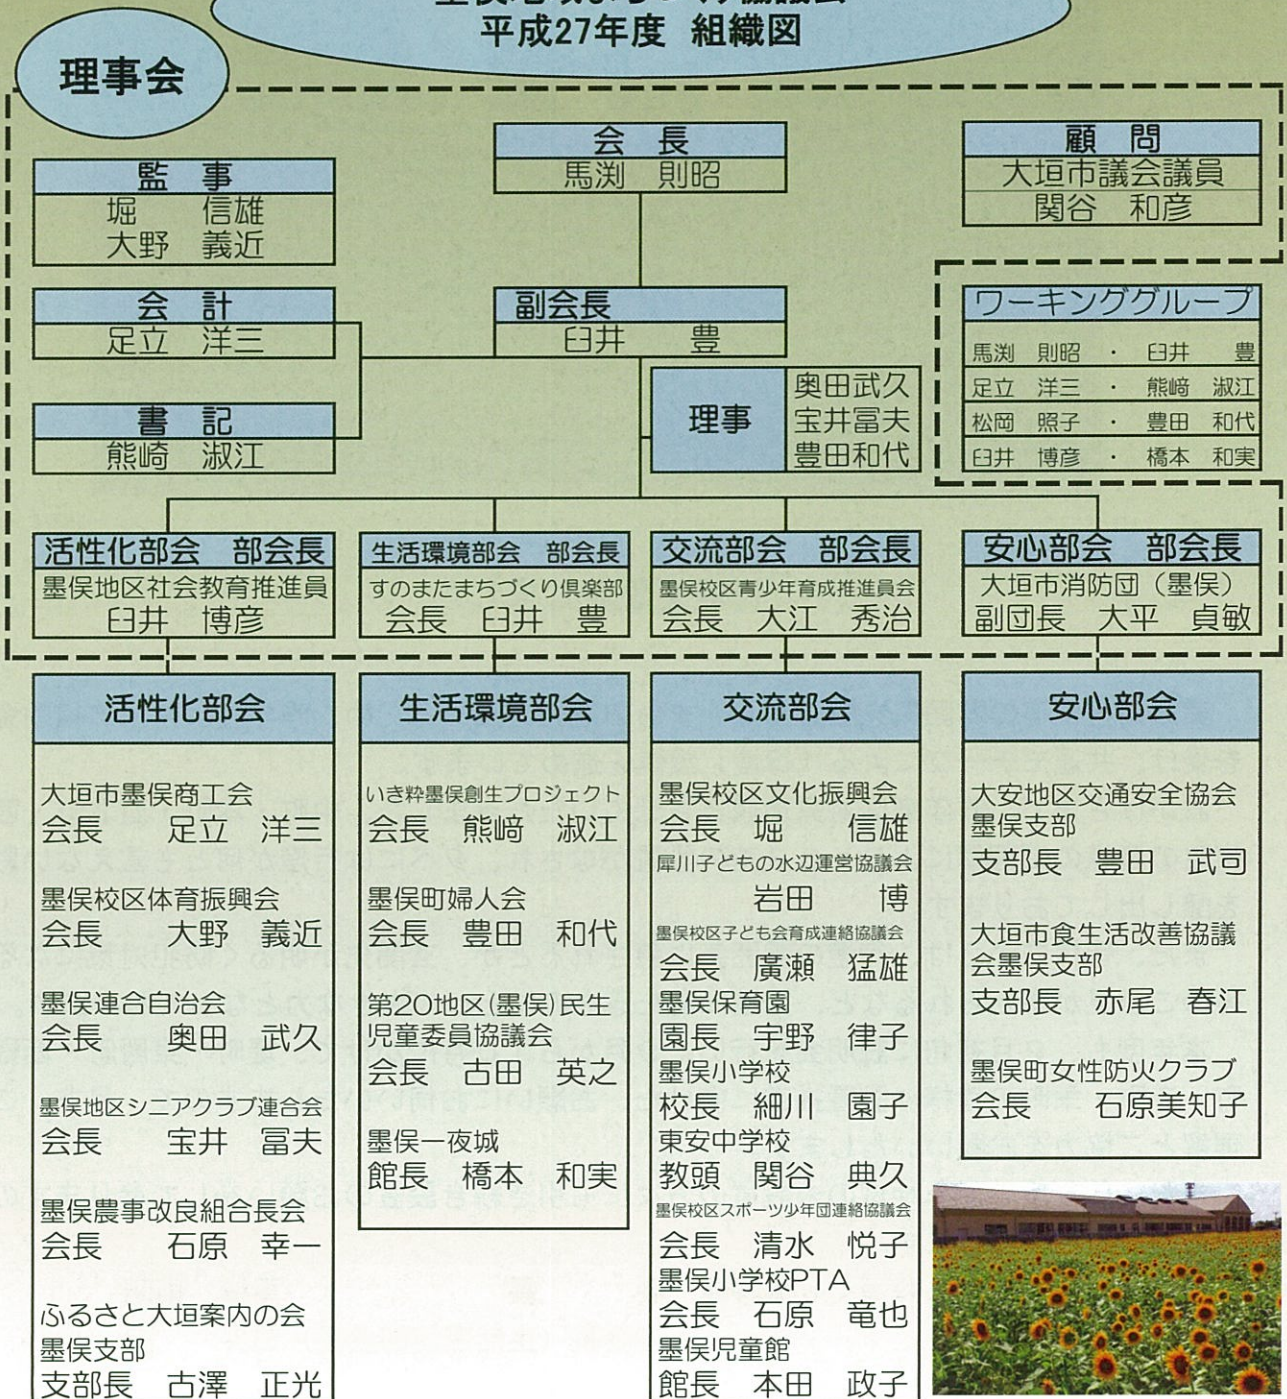 平成27年度 組織図
理事会
会 長
馬渕 則昭
顧 問
大垣市議会議員
関谷 和彦
監 事
堀 信雄
大野 義近
会 計
足立 洋三
副会長
臼井 豊
書 記
熊崎 淑江
理事
奥田武久
宝井冨夫
豊田和代
ワーキンググループ
馬渕 則昭 ・ 臼井 豊
足立 洋三 ・ 熊﨑 淑江
松岡 照子 ・ 豊田 和代
臼井 博彦 ・ 橋本 和実
活性化部会 部会長
墨俣地区社会教育推進員
臼井 博彦
生活環境部会 部会長
すのまたまちづくり倶楽部
会長 臼井 豊
交流部会 部会長
墨俣校区青少年育成推進員会
会長 大江 秀治
安心部会 部会長
大垣市消防団（墨俣）
副団長 大平 貞敏
活性化部会
大垣市墨俣商工会
会長 足立 洋三
墨俣校区体育振興会
会長 大野 義近
墨俣連合自治会
会長 奥田 武久
墨俣地区シニアクラブ連合会
会長 宝井 冨夫
墨俣農事改良組合長会
会長 石原 幸一
ふるさと大垣案内の会
墨俣支部
支部長 古澤 正光
生活環境部会
いき粋墨俣創生プロジェクト
会長 熊﨑 淑江
墨俣町婦人会
会長 豊田 和代
第20地区(墨俣)民生
児童委員協議会
会長 古田 英之
墨俣一夜城
館長 橋本 和実
交流部会
墨俣校区文化振興会
会長 堀 信雄
犀川子どもの水辺運営協議会
岩田 博
墨俣校区子ども会育成連絡協議会
会長 廣瀬 猛雄
墨俣保育園
園長 宇野 律子
墨俣小学校
校長 細川 園子
東安中学校
教頭 関谷 典久
墨俣校区スポーツ少年団連絡協議会
会長 清水 悦子
墨俣小学校PTA
会長 石原 竜也
墨俣児童館
館長 本田 政子
安心部会
大安地区交通安全協会
墨俣支部
支部長 豊田 武司
大垣市食生活改善協議
会墨俣支部
支部長 赤尾 春江
墨俣町女性防火クラブ
会長 石原美知子